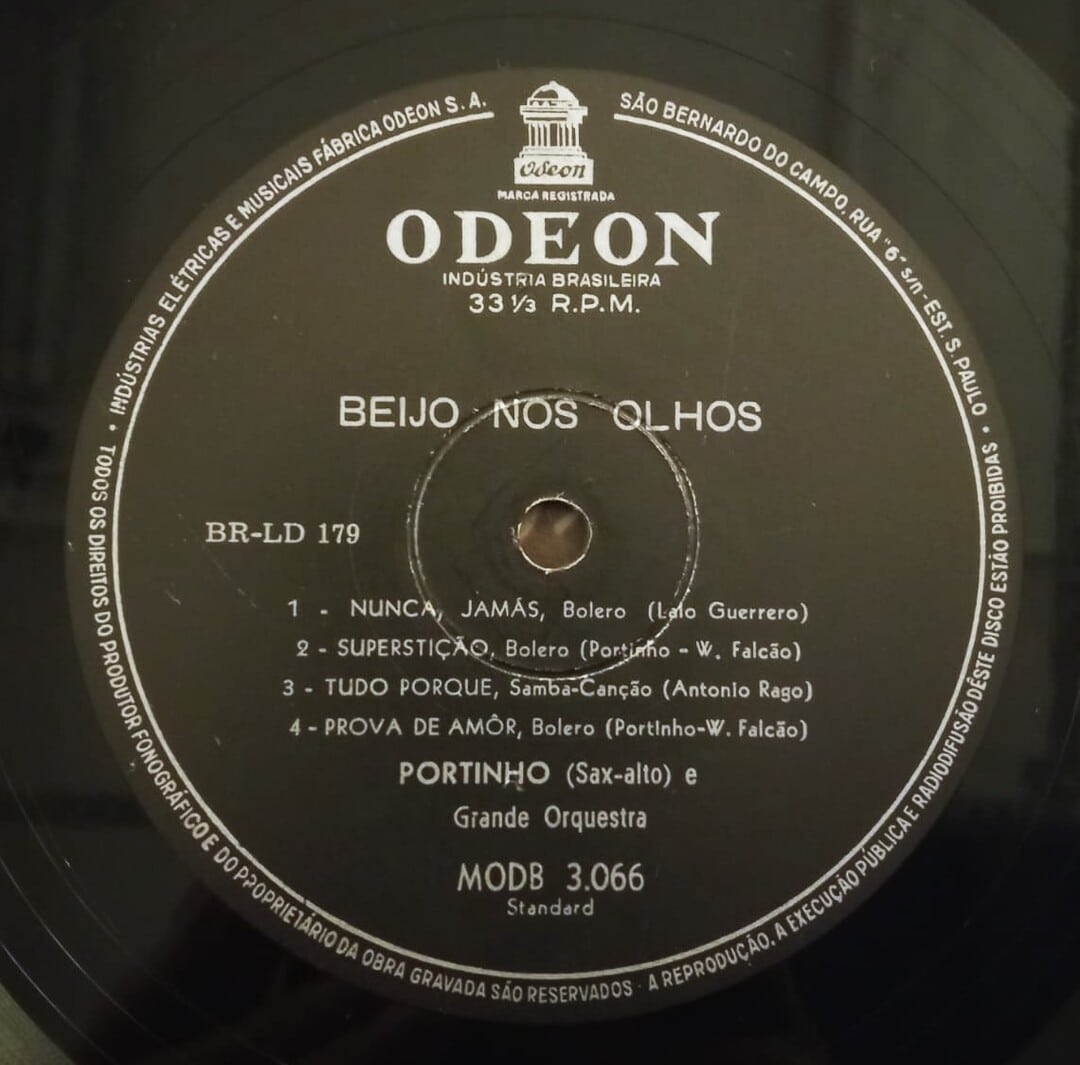 INDÚSTRIAS ELÉTRICAS E MUSICAIS FÁBRICA ODEON S. A.
SÃO BERNARDO DO CAMPO, RUA "6" s/n - EST. S. PAULO •
Odeon
MARCA REGISTRADA
ODEON
INDÚSTRIA BRASILEIRA
33 1/3 R.P.M.
BEIJO NOS OLHOS
BR-LD 179
1 - NUNCA, JAMÁS, Bolero (Lalo Guerrero)
2 - SUPERSTIÇÃO, Bolero (Portinho - W. Falcão)
3 - TUDO PORQUE, Samba-Canção (Antonio Rago)
4 - PROVA DE AMÔR, Bolero (Portinho-W. Falcão)
PORTINHO (Sax-alto) e
Grande Orquestra
MODB 3.066
Standard
• TODOS OS DIREITOS DO PRODUTOR FONOGRÁFICO E DO PROPRIETÁRIO DA OBRA GRAVADA SÃO RESERVADOS · A REPRODUÇÃO, A EXECUÇÃO PÚBLICA E RADIODIFUSÃO DÊSTE DISCO ESTÃO PROIBIDAS